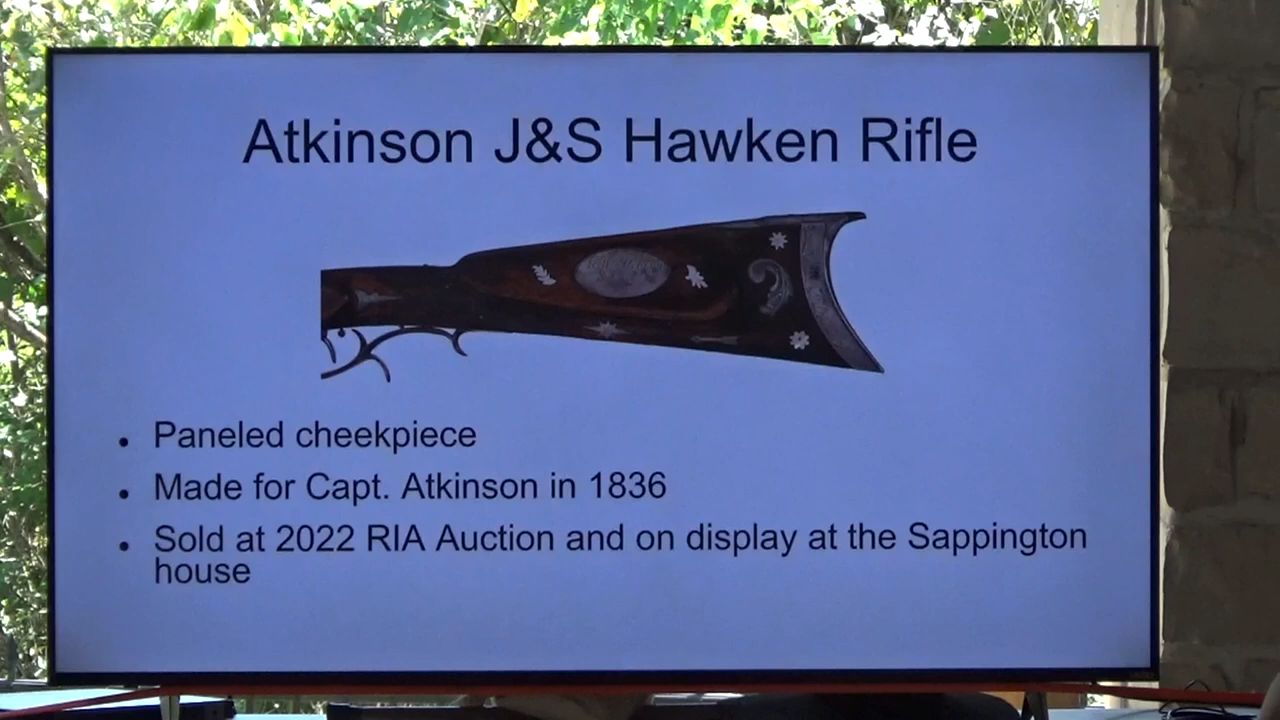 Atkinson J&S Hawken Rifle
• Paneled cheekpiece
• Made for Capt. Atkinson in 1836
• Sold at 2022 RIA Auction and on display at the Sappington
house